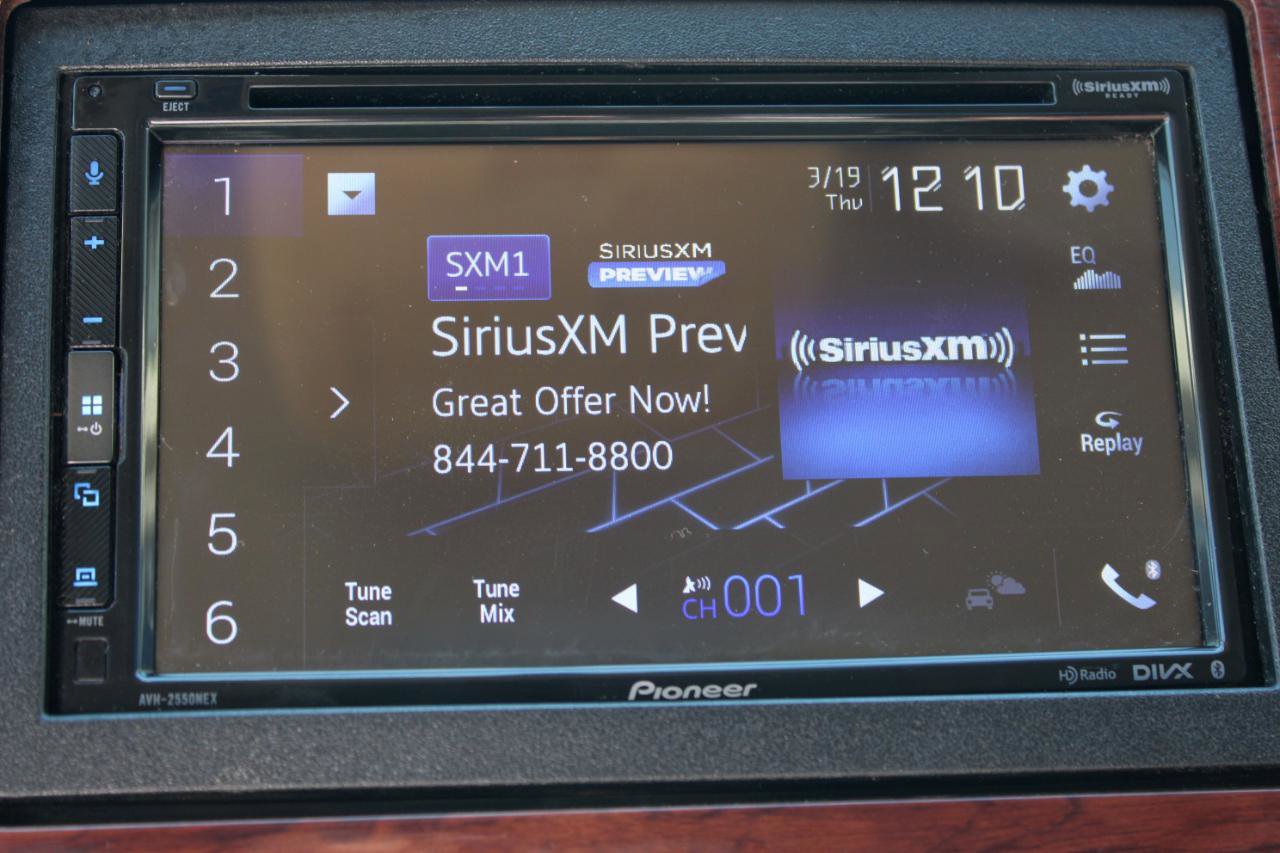 EJECT
SiriusXM
READY
1
3/19
Thu
12 10
2
SXM1
SIRIUSXM
PREVIEW
EQ
3
SiriusXM Prev
SiriusXM
4
Great Offer Now!
844-711-8800
Replay
5
6
Tune
Scan
Tune
Mix
CH 001
MUTE
AVH-2550NEX
Pioneer
HD Radio
DIVX